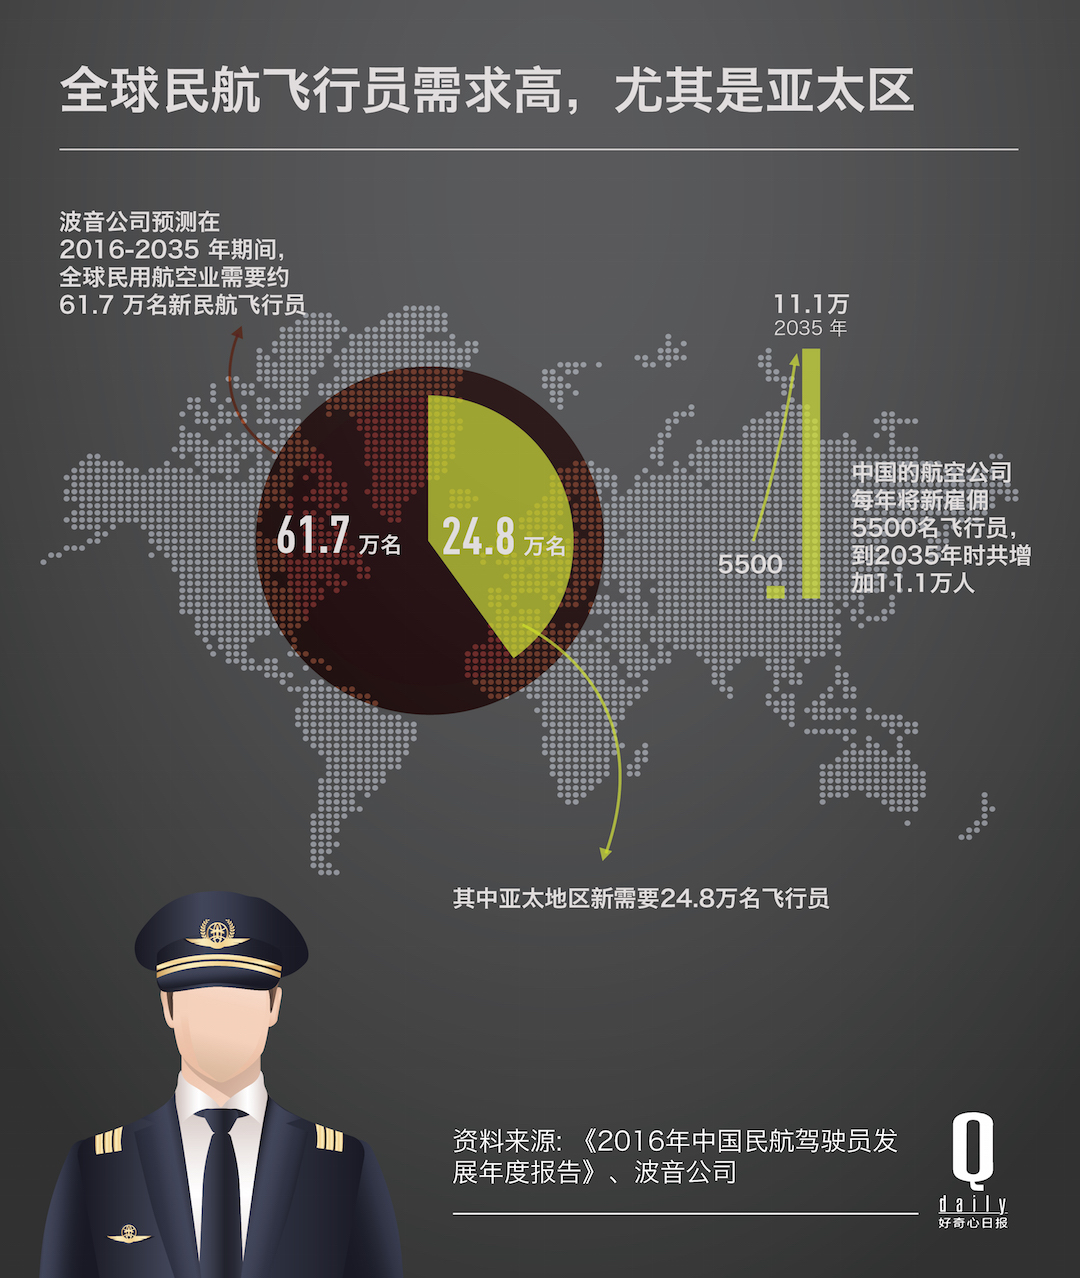 全球民航飞行员需求高，尤其是亚太区
波音公司预测在
2016-2035 年期间，
全球民用航空业需要约
61.7 万名新民航飞行员
11.1万
2035 年
中国的航空公司
每年将新雇佣
5500名飞行员，
到2035年时共增
加11.1万人
61.7 万名
24.8 万名
5500
其中亚太地区新需要24.8万名飞行员
资料来源：《2016年中国民航驾驶员发
展年度报告》、波音公司
Q
daily
好奇心日报